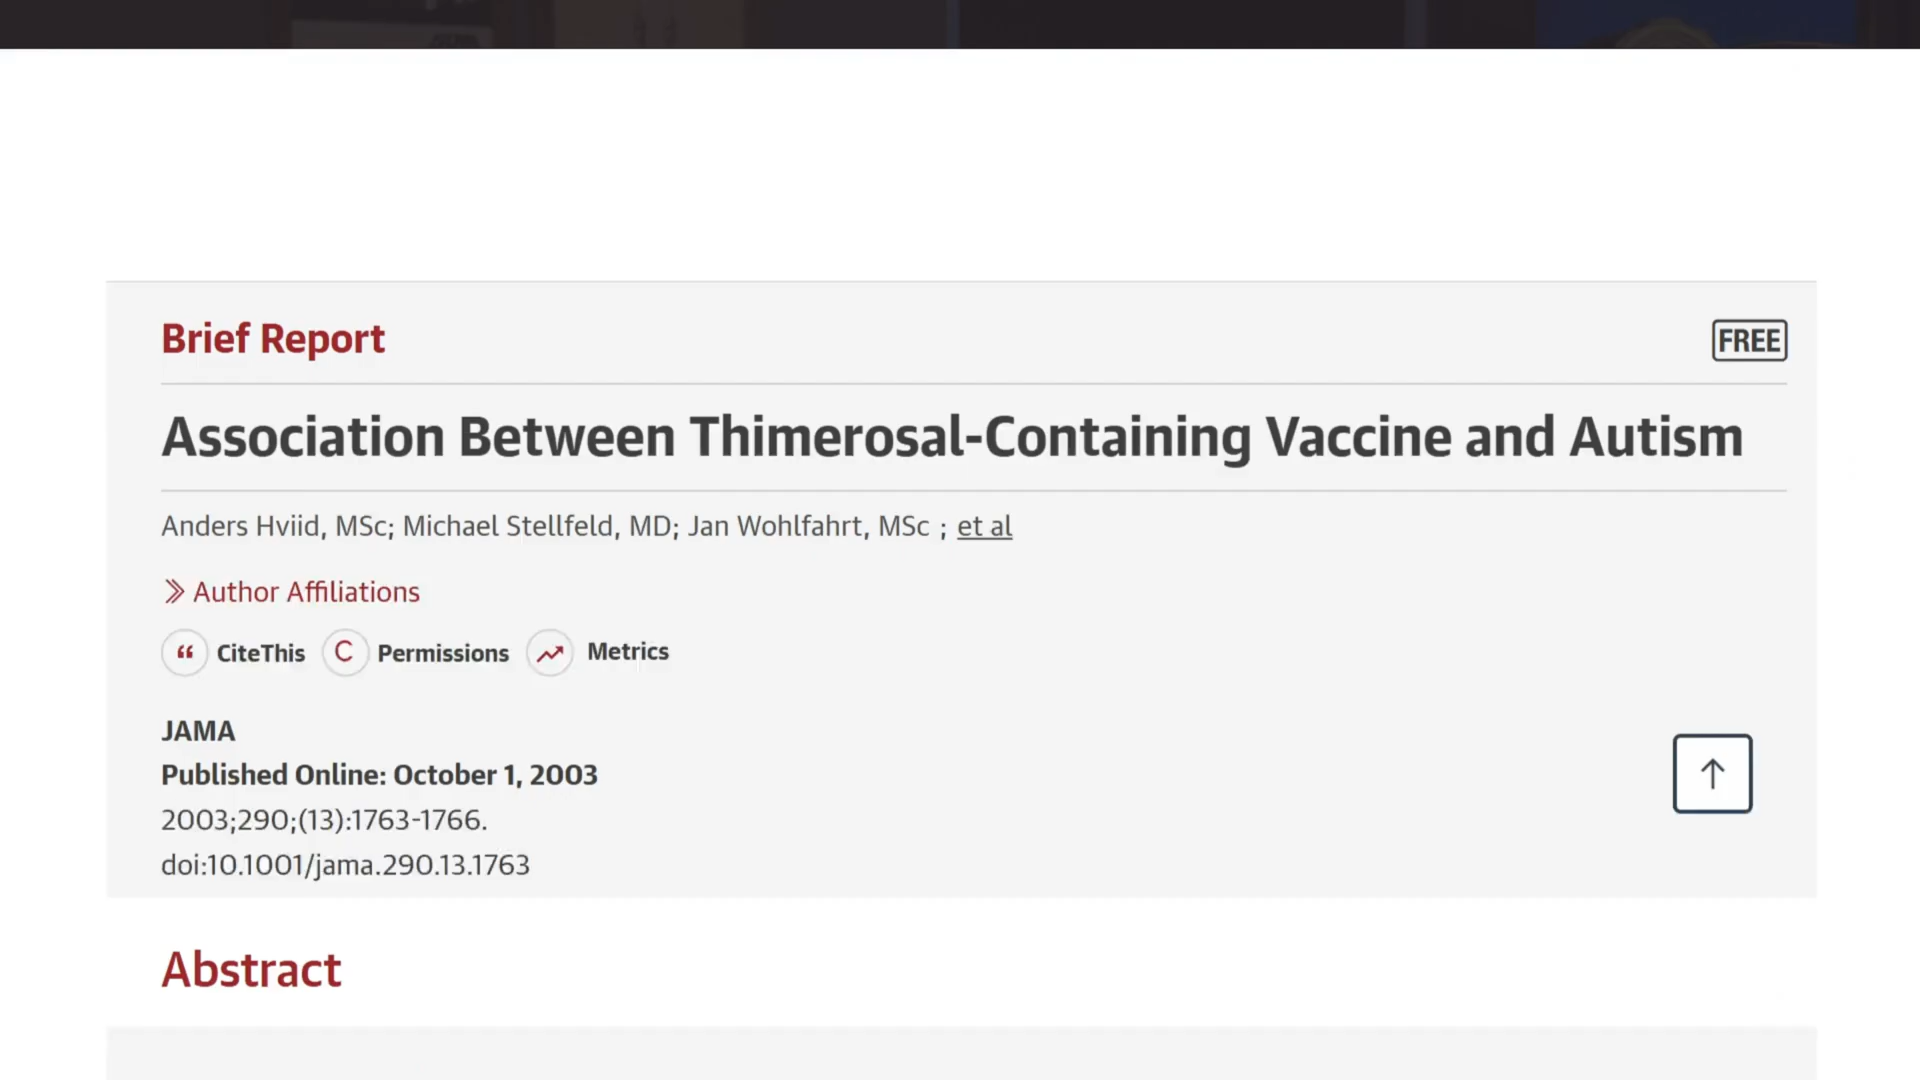 Brief Report
FREE
Association Between Thimerosal-Containing Vaccine and Autism
Anders Hviid, MSc; Michael Stellfeld, MD; Jan Wohlfahrt, MSc ; et al
Author Affiliations
CiteThis Permissions Metrics
JAMA
Published Online: October 1, 2003
2003;290;(13):1763-1766.
doi:10.1001/jama.290.13.1763
Abstract